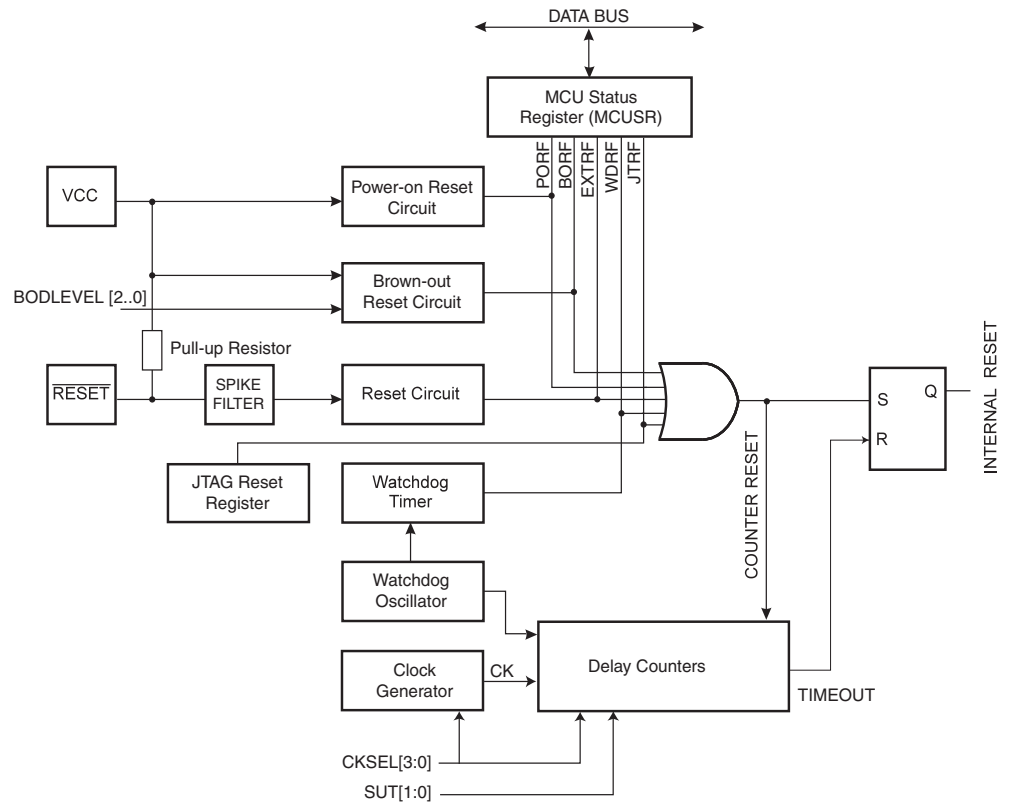 DATA BUS
MCU Status
Register (MCUSR)
PORF
BORF
EXTRF
WDRF
JTRF
VCC
Power-on Reset
Circuit
Brown-out
Reset Circuit
BODLEVEL [2..0]
Pull-up Resistor
RESET
SPIKE
FILTER
Reset Circuit
JTAG Reset
Register
Watchdog
Timer
Watchdog
Oscillator
Clock
Generator
CK
Delay Counters
CKSEL[3:0]
SUT[1:0]
COUNTER RESET
TIMEOUT
S
R
Q
INTERNAL RESET